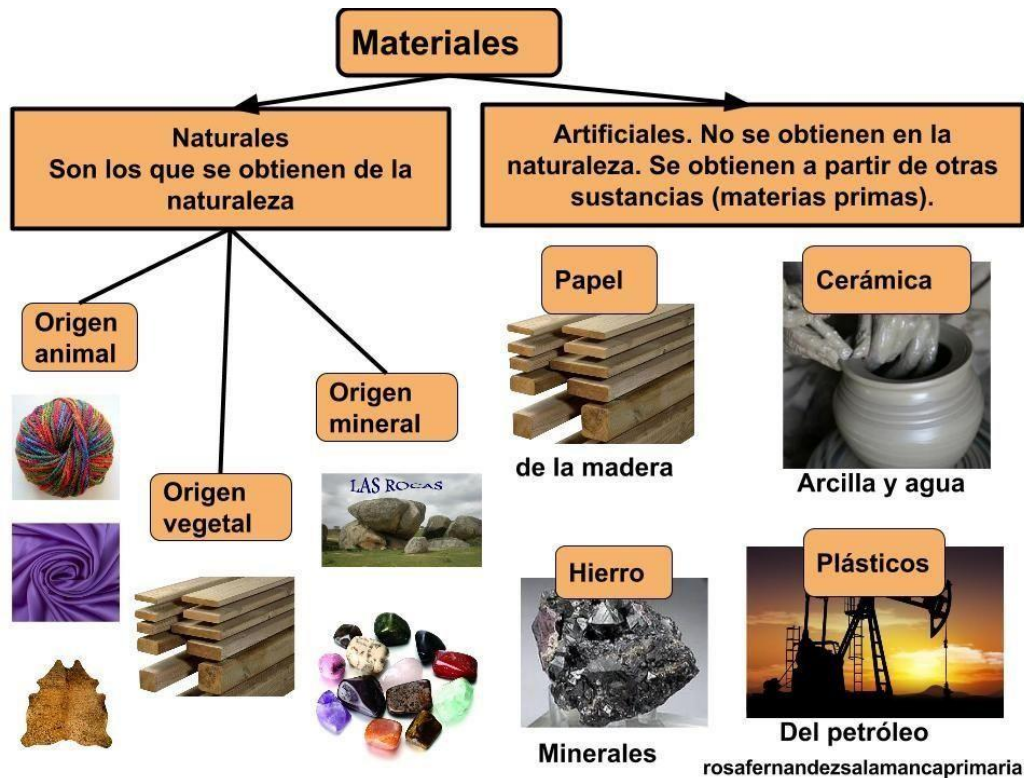 Materiales
Naturales
Son los que se obtienen de la
naturaleza
Artificiales. No se obtienen en la
naturaleza. Se obtienen a partir de otras
sustancias (materias primas).
Origen
animal
Origen
vegetal
Origen
mineral
LAS ROCAS
Papel
de la madera
Cerámica
Arcilla y agua
Hierro
Minerales
Plásticos
Del petróleo
rosafernandezsalamancaprimaria